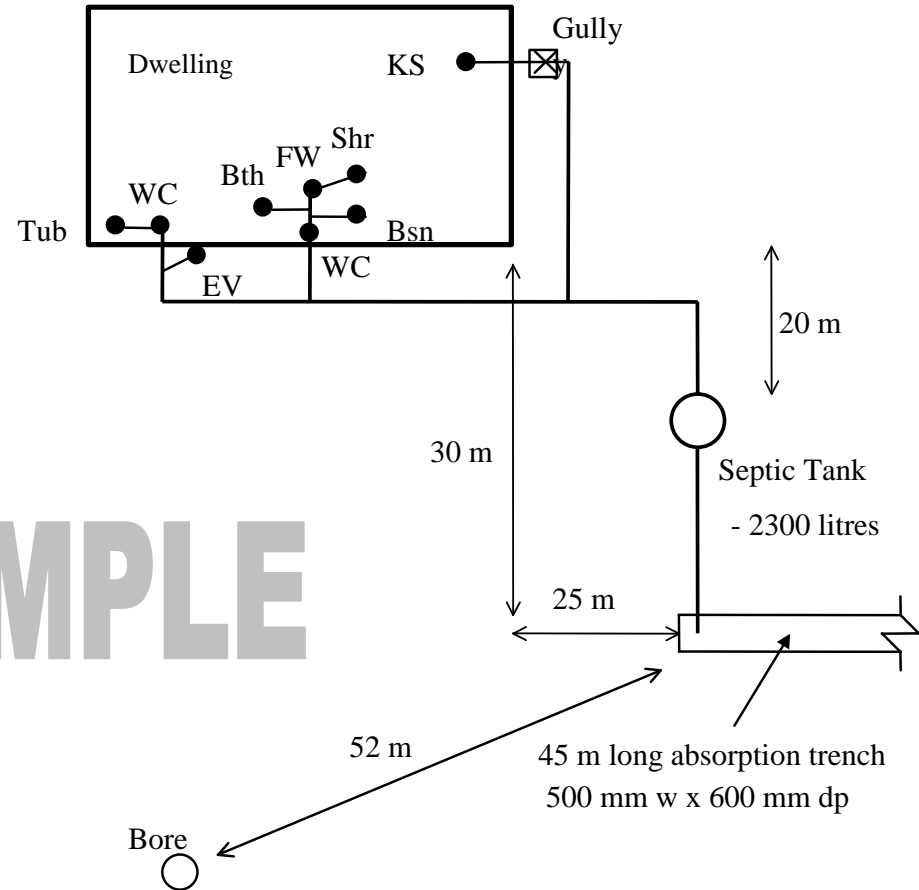 Gully
y
Dwelling
KS
Shr
FW
Bth
WC
Tub
Bsn
EV
WC
20 m
30 m
Septic Tank
- 2300 litres
MPLE
25 m
52 m
45 m long absorption trench
500 mm w x 600 mm dp
Bore